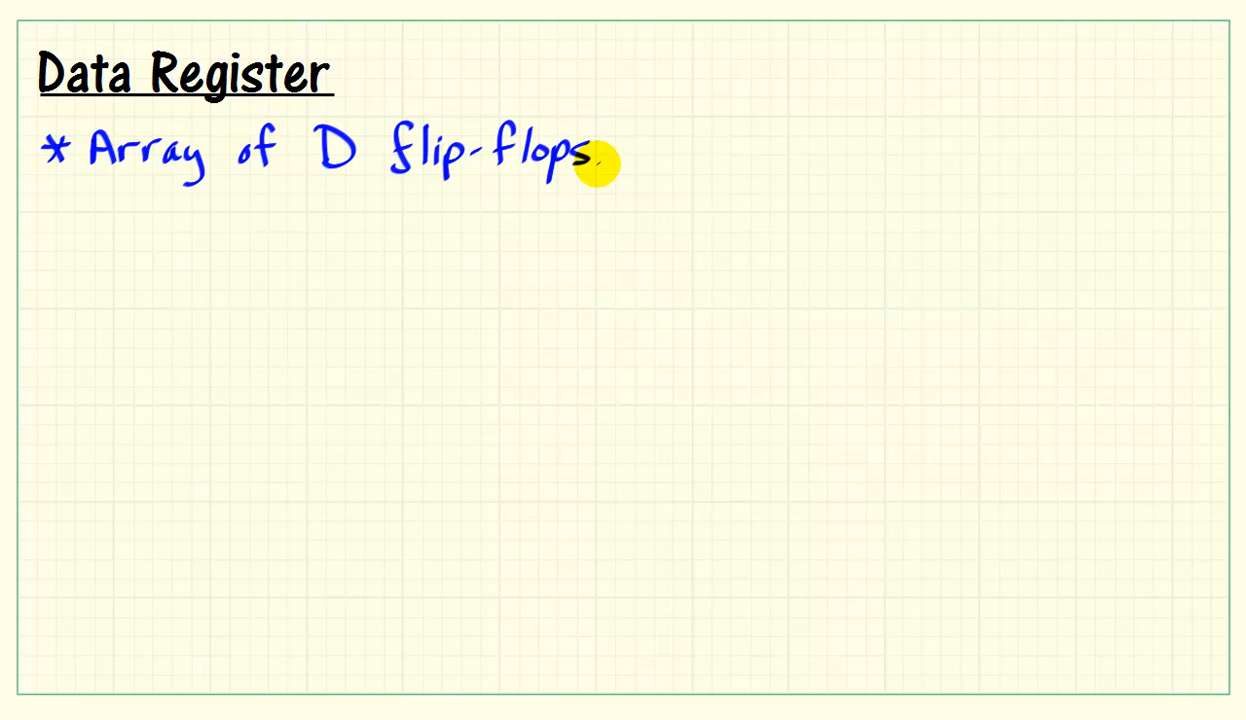 Data Register
* Array of D flip-flops.